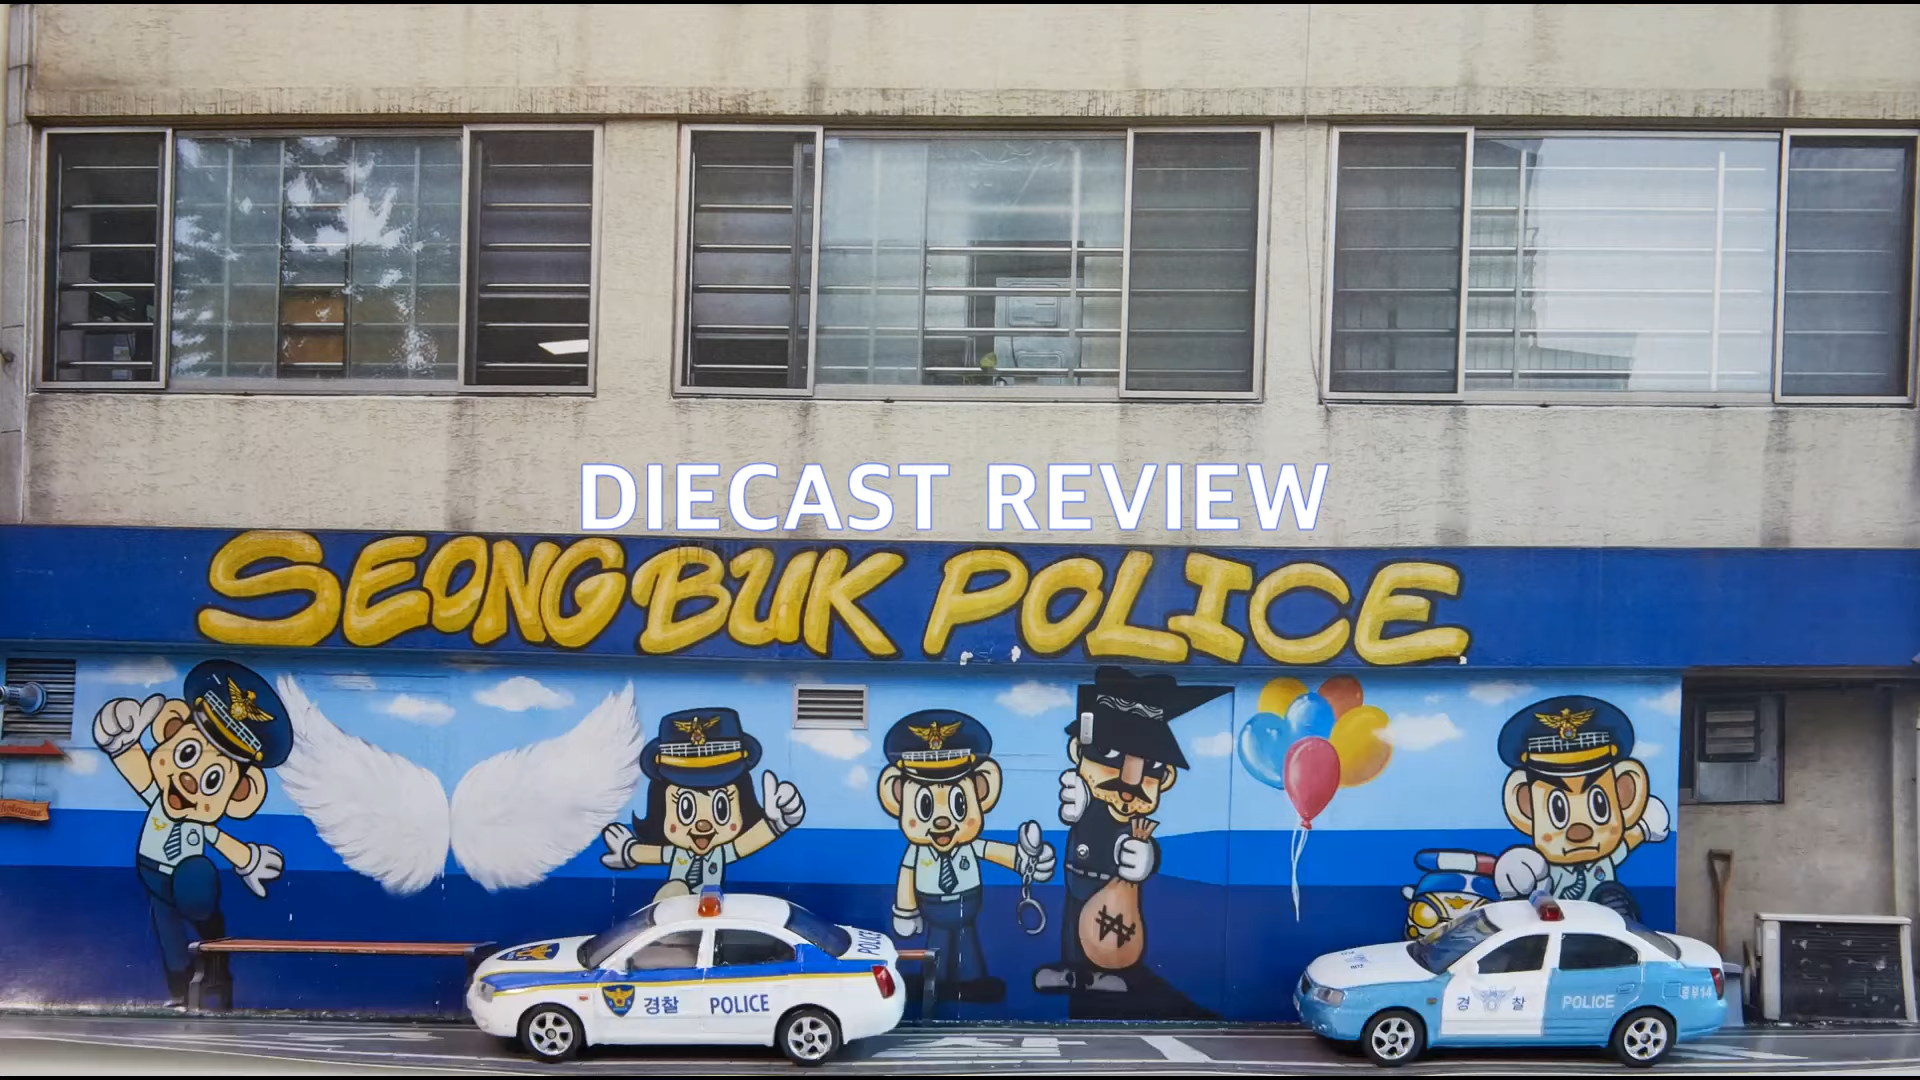 DIECAST REVIEW
SEONGBUK POLICE
POLICE
경찰 POLICE
경 찰 POLICE